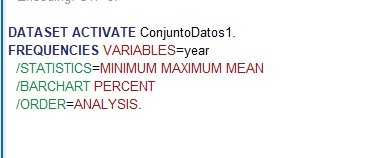 DATASET ACTIVATE ConjuntoDatos1.
FREQUENCIES VARIABLES=year
/STATISTICS=MINIMUM MAXIMUM MEAN
/BARCHART PERCENT
/ORDER=ANALYSIS.